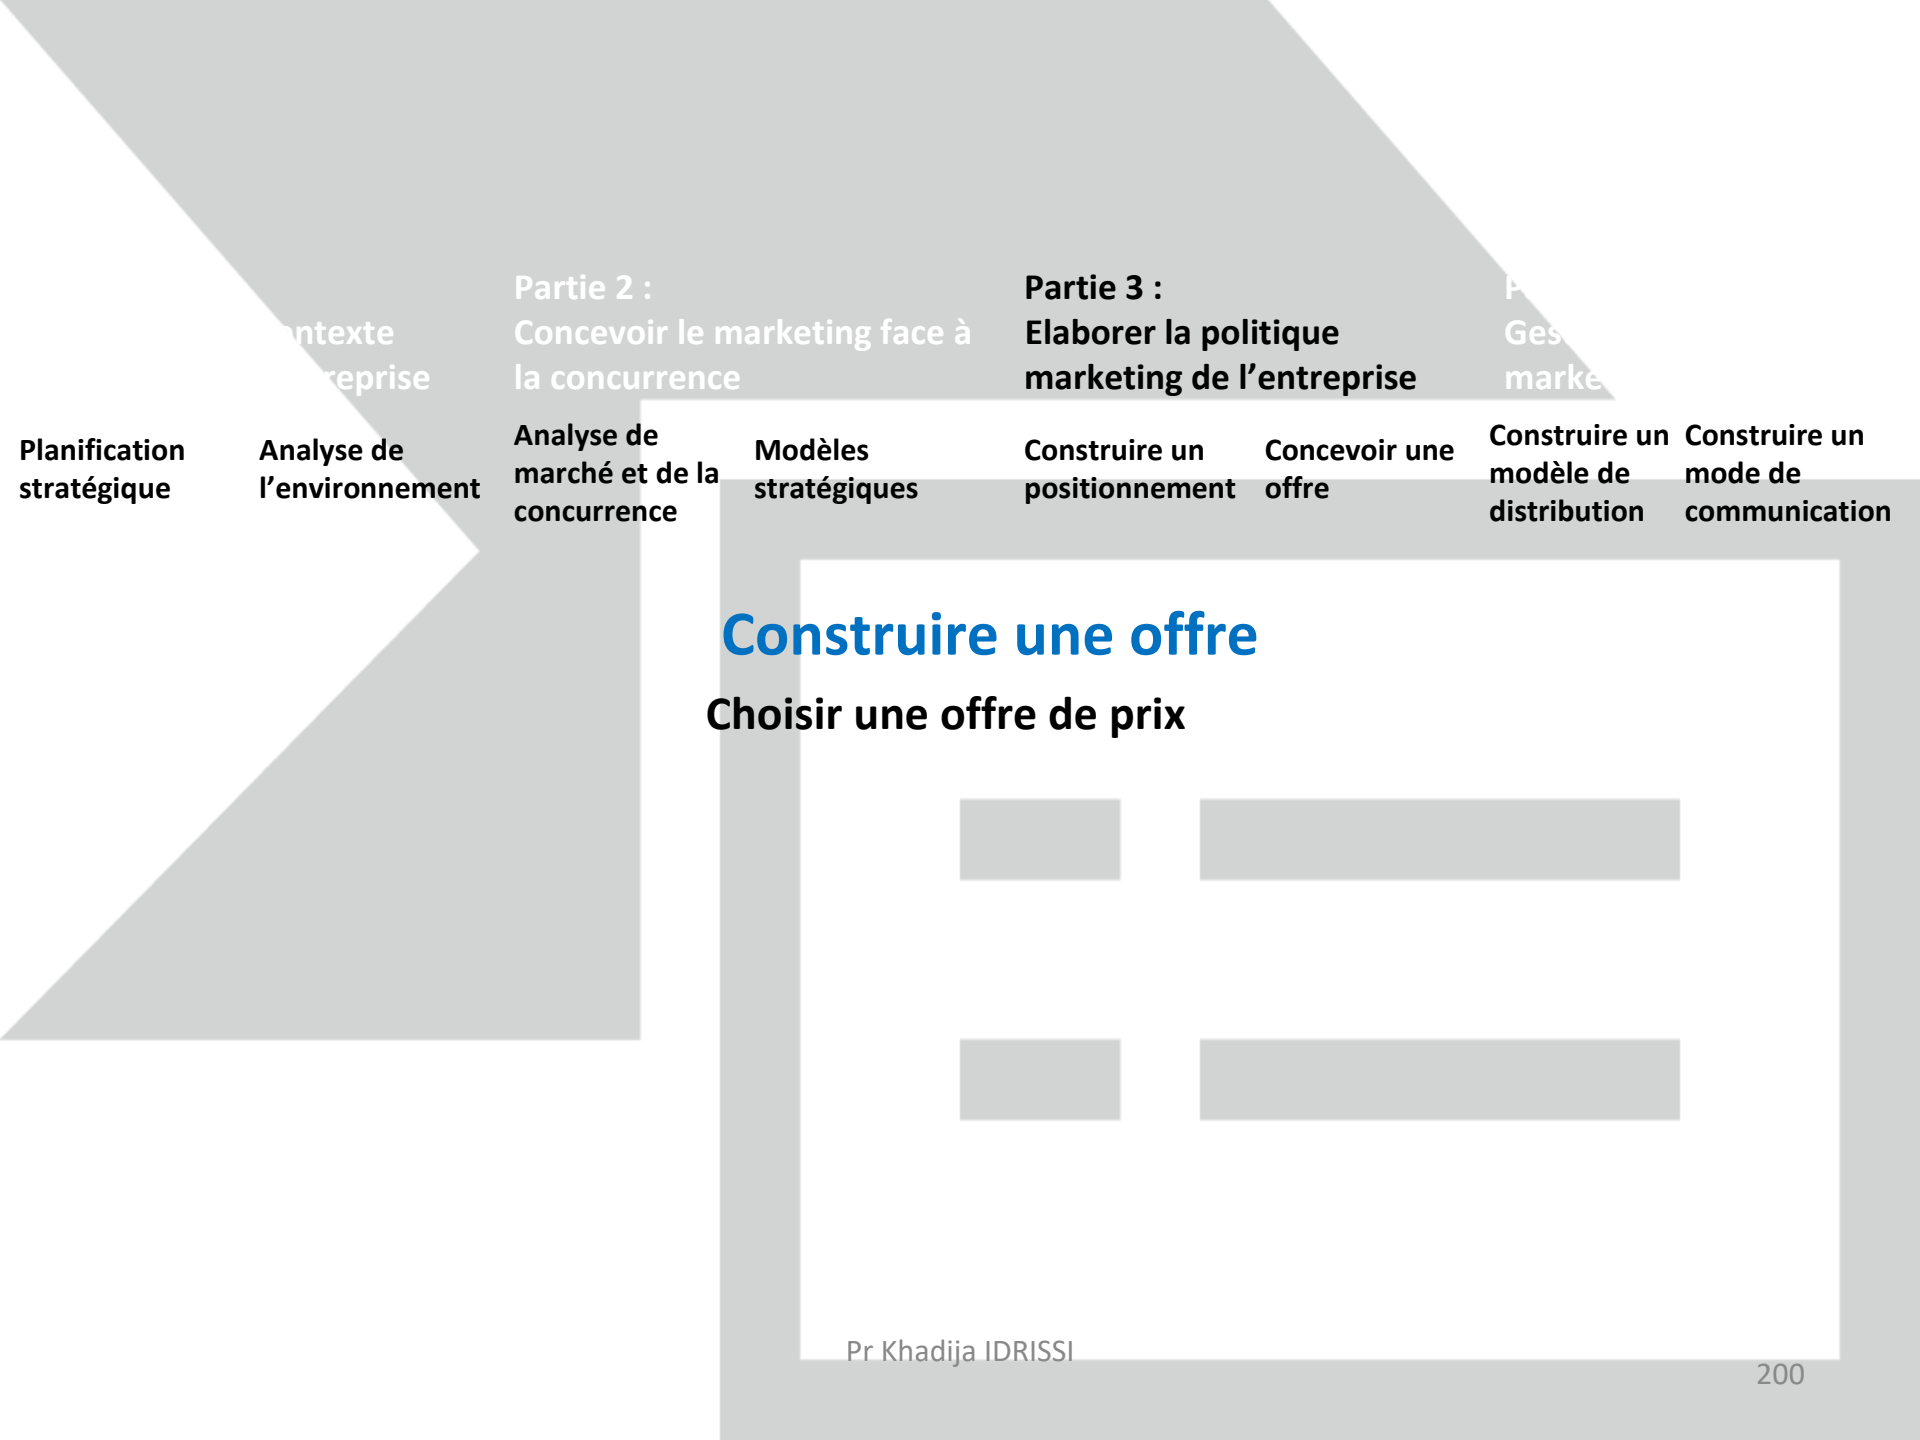 Partie 2 :
Concevoir le marketing face à
la concurrence
Partie 3 :
Elaborer la politique
marketing de l’entreprise
Planification
stratégique
Analyse de
l’environnement
Analyse de
marché et de la
concurrence
Modèles
stratégiques
Construire un
positionnement
Concevoir une
offre
Construire un
modèle de
distribution
Construire un
mode de
communication
Construire une offre
Choisir une offre de prix
Pr Khadija IDRISSI
200